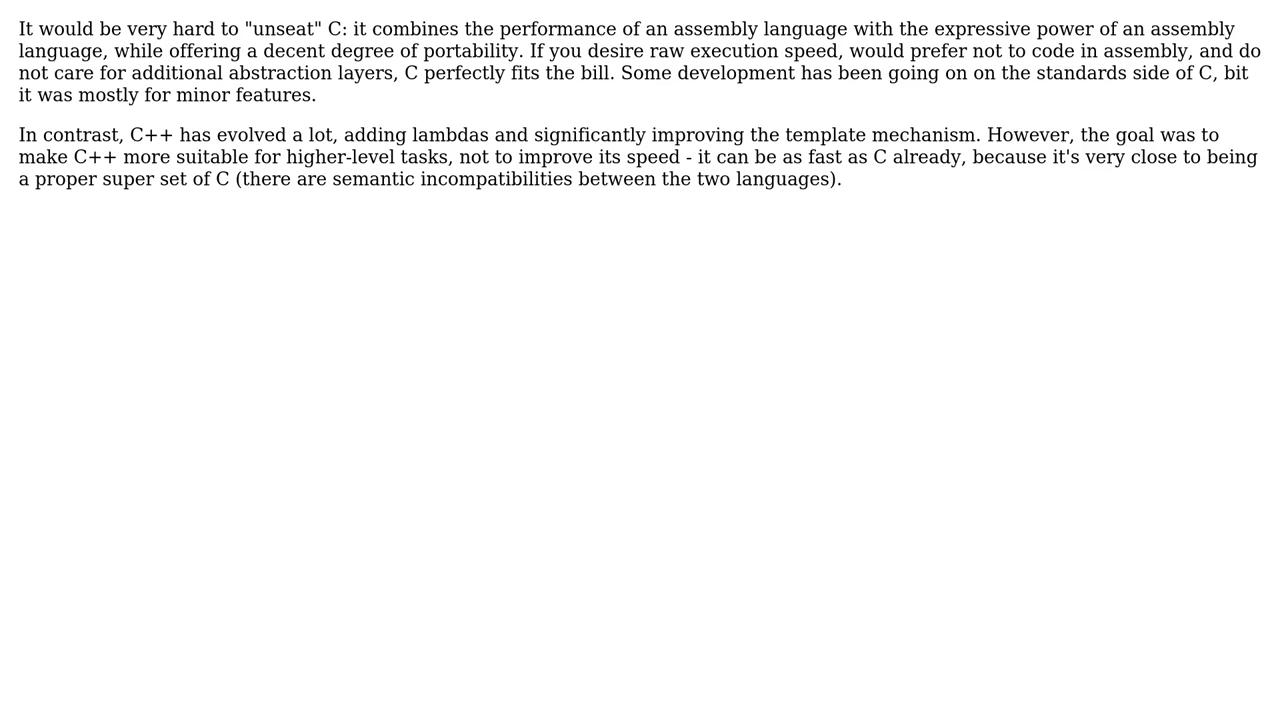 It would be very hard to "unseat" C: it combines the performance of an assembly language with the expressive power of an assembly
language, while offering a decent degree of portability. If you desire raw execution speed, would prefer not to code in assembly, and do
not care for additional abstraction layers, C perfectly fits the bill. Some development has been going on on the standards side of C, bit
it was mostly for minor features.
In contrast, C++ has evolved a lot, adding lambdas and significantly improving the template mechanism. However, the goal was to
make C++ more suitable for higher-level tasks, not to improve its speed - it can be as fast as C already, because it's very close to being
a proper super set of C (there are semantic incompatibilities between the two languages).